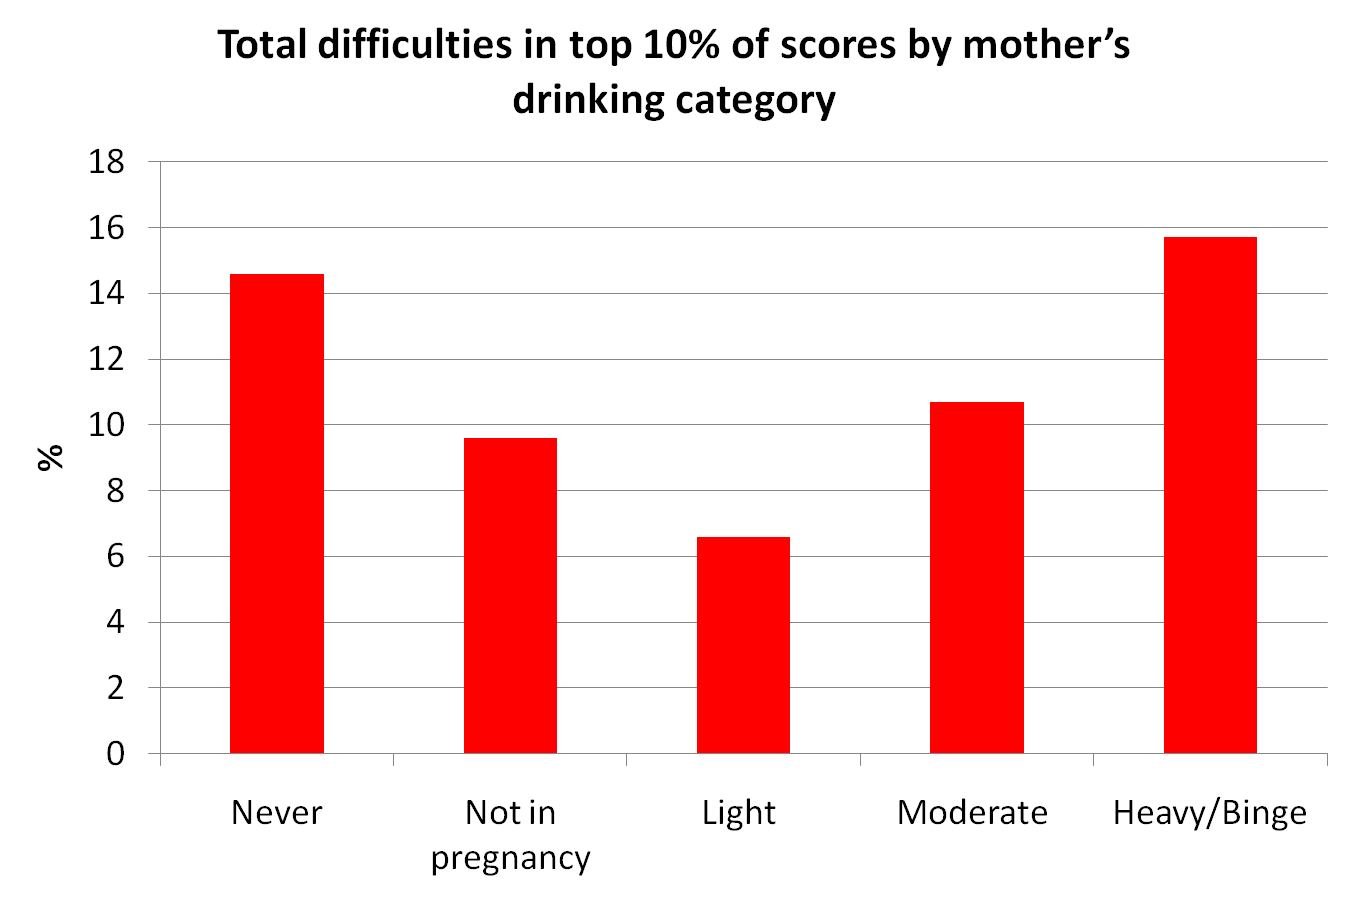 Total difficulties in top 10% of scores by mother’s
drinking category
18
16
14
12
10
8
6
4
2
0
%
Never
Not in
pregnancy
Light
Moderate
Heavy/Binge